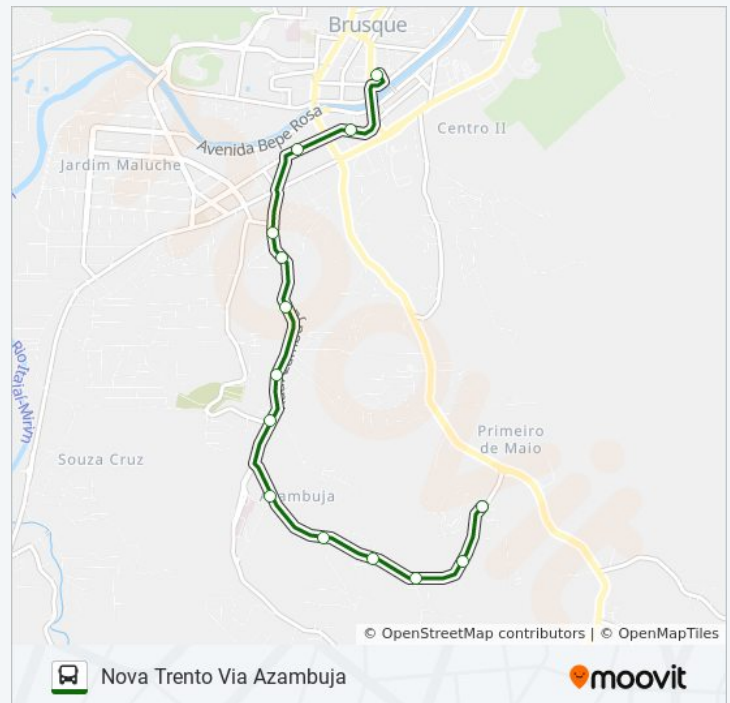 Brusque
Avenida Bepe Rosa
Centro II
Jardim Maluche
Rio Itajaí-Mirim
Primeiro
de Maio
Souza Cruz
Azambuja
© OpenStreetMap contributors | © OpenMapTiles
Nova Trento Via Azambuja
moovit